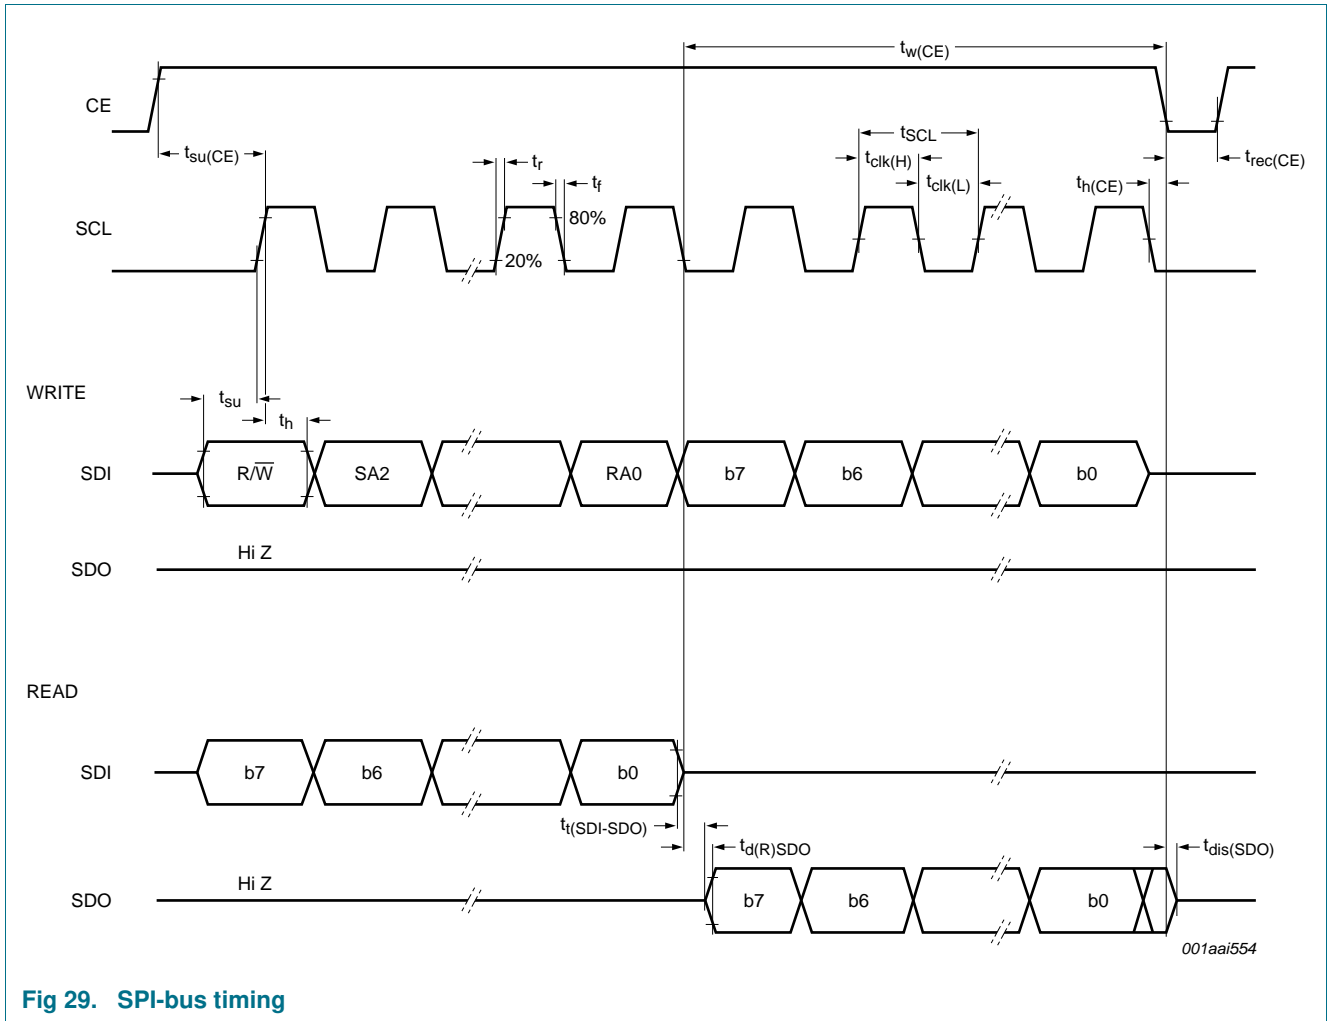 tw(CE)
CE
tSCL
tsu(CE)
tr
tclk(H)
trec(CE)
tf
tclk(L)
th(CE)
SCL
80%
20%
WRITE
tsu
th
SDI R/W̅ SA2 RA0 b7 b6 b0
Hi Z
SDO
READ
SDI b7 b6 b0
tt(SDI-SDO)
td(R)SDO
tdis(SDO)
Hi Z
SDO b7 b6 b0
001aai554
Fig 29. SPI-bus timing